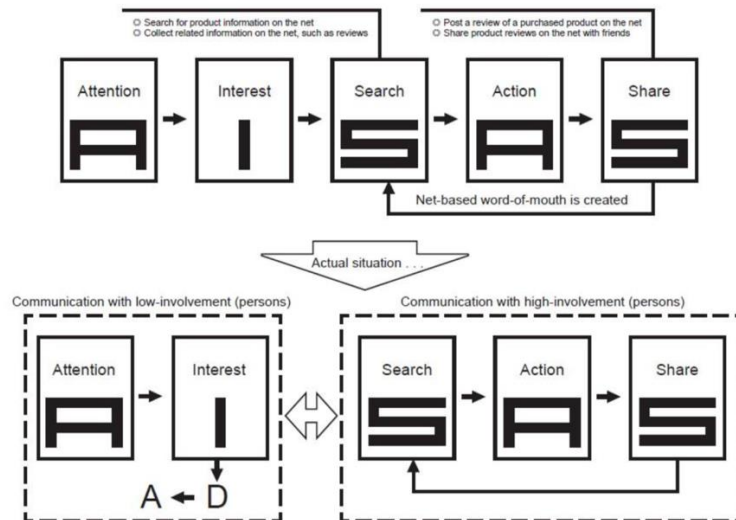 ○ Search for product information on the net
○ Collect related information on the net, such as reviews
○ Post a review of a purchased product on the net
○ Share product reviews on the net with friends
Attention
Interest
Search
Action
Share
A
I
S
A
S
Net-based word-of-mouth is created
Actual situation . . .
Communication with low-involvement (persons)
Communication with high-involvement (persons)
Attention
Interest
A
I
A
D
Search
Action
Share
S
A
S